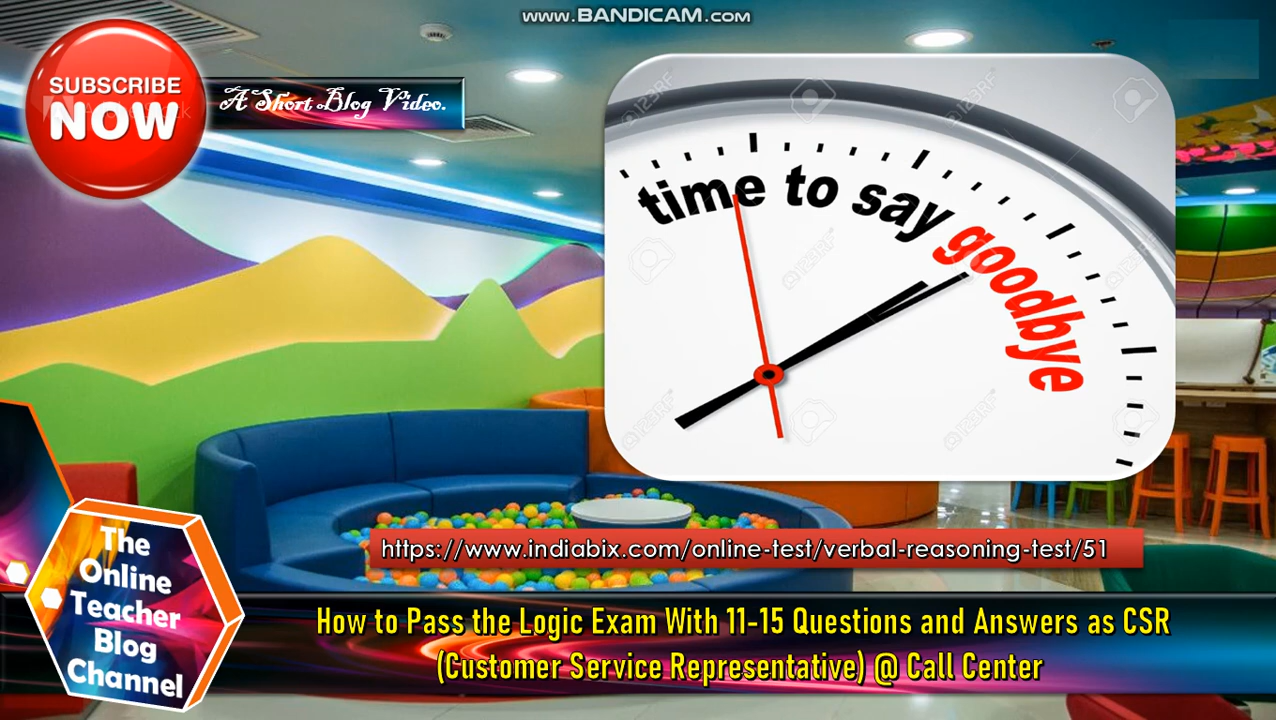 www.BANDICAM.com
SUBSCRIBE
NOW
A Short Blog Video.
time to say goodbye
123RF
https://www.indiabix.com/online-test/verbal-reasoning-test/51
The
Online
Teacher
Blog
Channel
How to Pass the Logic Exam With 11-15 Questions and Answers as CSR
(Customer Service Representative) @ Call Center